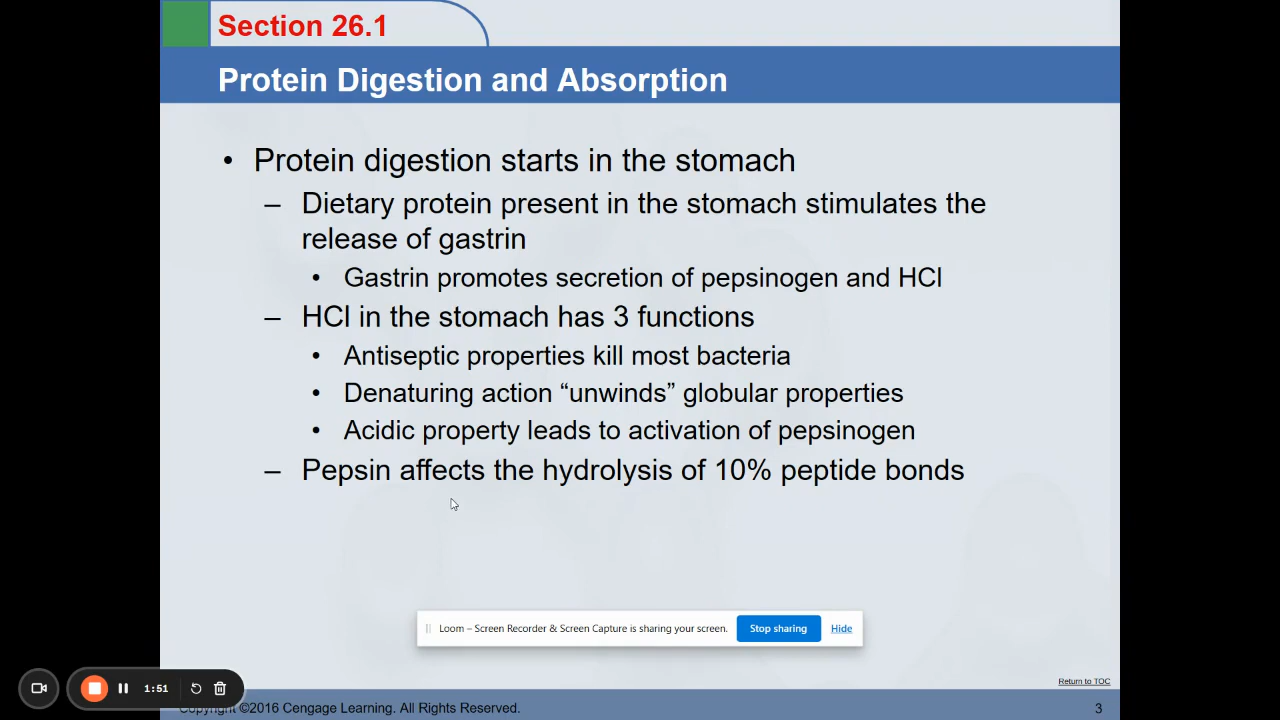 Section 26.1
Protein Digestion and Absorption
• Protein digestion starts in the stomach
– Dietary protein present in the stomach stimulates the
release of gastrin
• Gastrin promotes secretion of pepsinogen and HCl
– HCl in the stomach has 3 functions
• Antiseptic properties kill most bacteria
• Denaturing action “unwinds” globular properties
• Acidic property leads to activation of pepsinogen
– Pepsin affects the hydrolysis of 10% peptide bonds
Loom – Screen Recorder & Screen Capture is sharing your screen. Stop sharing Hide
Return to TOC
1:51
Copyright ©2016 Cengage Learning. All Rights Reserved. 3